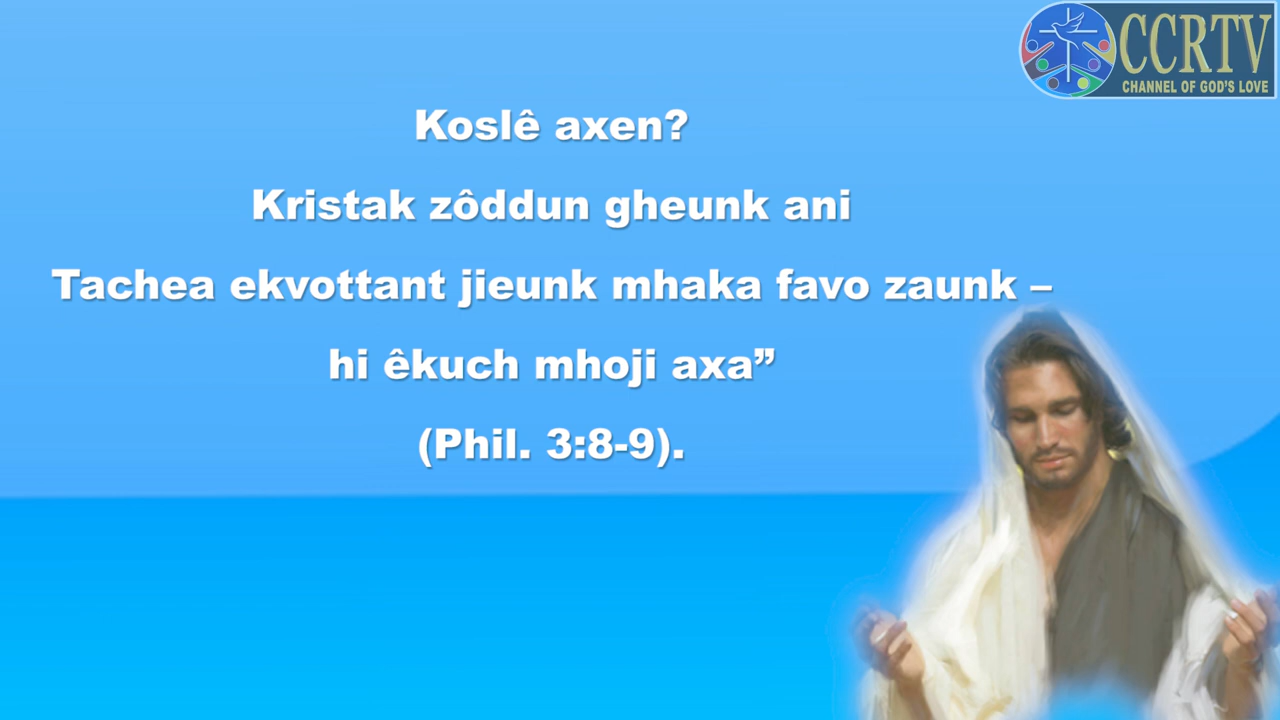 CCRTV
CHANNEL OF GOD'S LOVE
Koslê axen?
Kristak zôddun gheunk ani
Tachea ekvottant jieunk mhaka favo zaunk –
hi êkuch mhoji axa”
(Phil. 3:8-9).